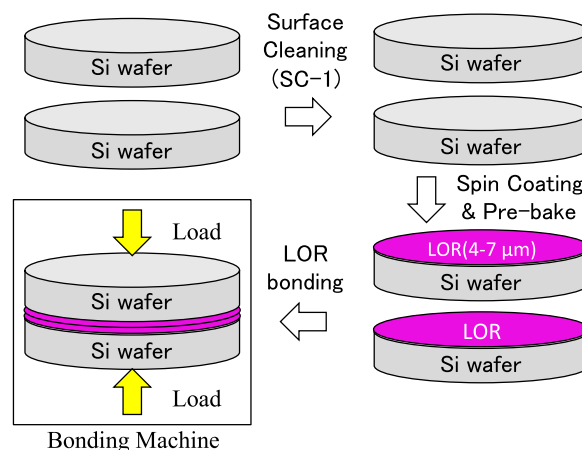 Si wafer
Si wafer
Surface
Cleaning
(SC-1)
Si wafer
Si wafer
Spin Coating
& Pre-bake
LOR(4-7 μm)
Si wafer
LOR
Si wafer
LOR
bonding
Load
Si wafer
Si wafer
Load
Bonding Machine